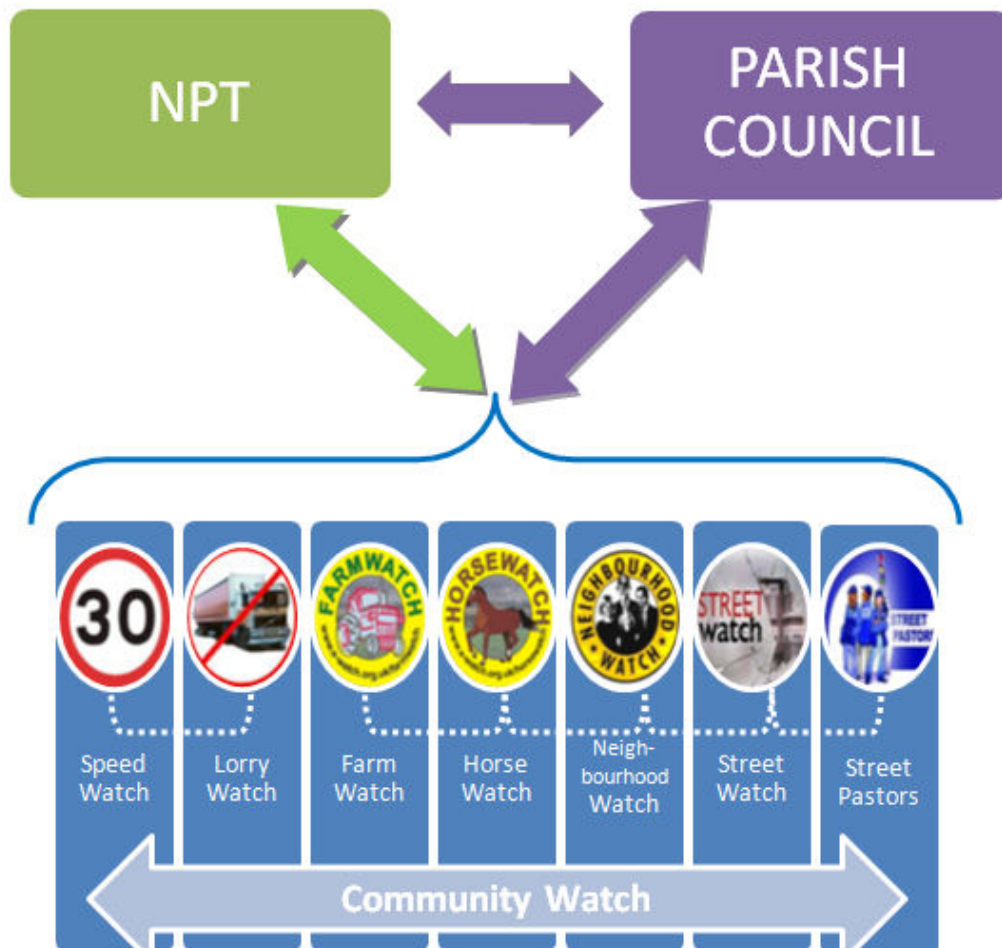 NPT
PARISH
COUNCIL
30
FARMWATCH
HORSEWATCH
NEIGHBOURHOOD
WATCH
STREET
watch
STREET
PASTORS
Speed
Watch
Lorry
Watch
Farm
Watch
Horse
Watch
Neigh-
bourhood
Watch
Street
Watch
Street
Pastors
Community Watch